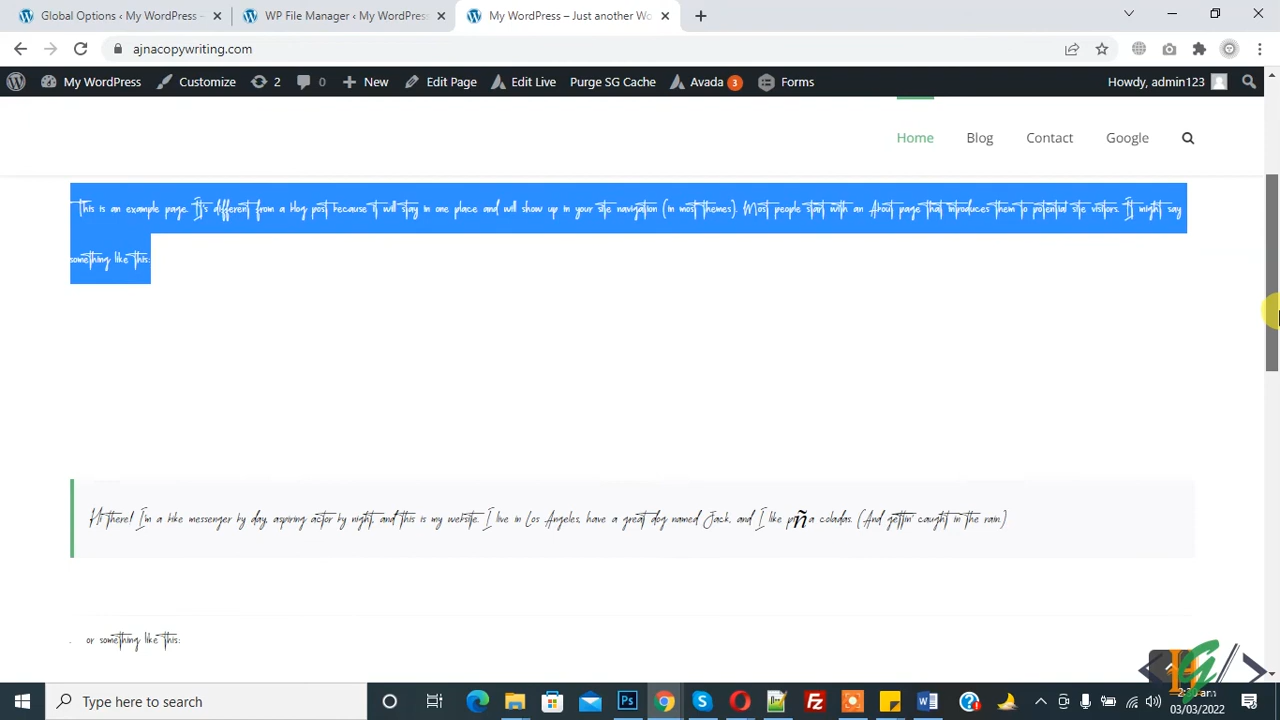 Global Options ‹ My WordPress –
WP File Manager ‹ My WordPress
My WordPress – Just another Wo
ajnacopywriting.com
My WordPress
Customize
2
0
New
Edit Page
Edit Live
Purge SG Cache
Avada 3
Forms
Howdy, admin123
Home
Blog
Contact
Google
This is an example page. It's different from a blog post because it will stay in one place and will show up in your site navigation (in most themes). Most people start with an About page that introduces them to potential site visitors. It might say
something like this:
Hi there! I'm a bike messenger by day, aspiring actor by night, and this is my website. I live in Los Angeles, have a great dog named Jack, and I like piña coladas. (And gettin' caught in the rain.)
or something like this:
Type here to search
03/03/2022